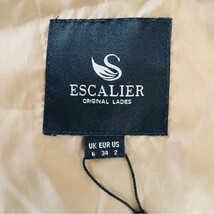 ESCALIER
ORIGINAL LADIES
UK EUR US
6 34 2